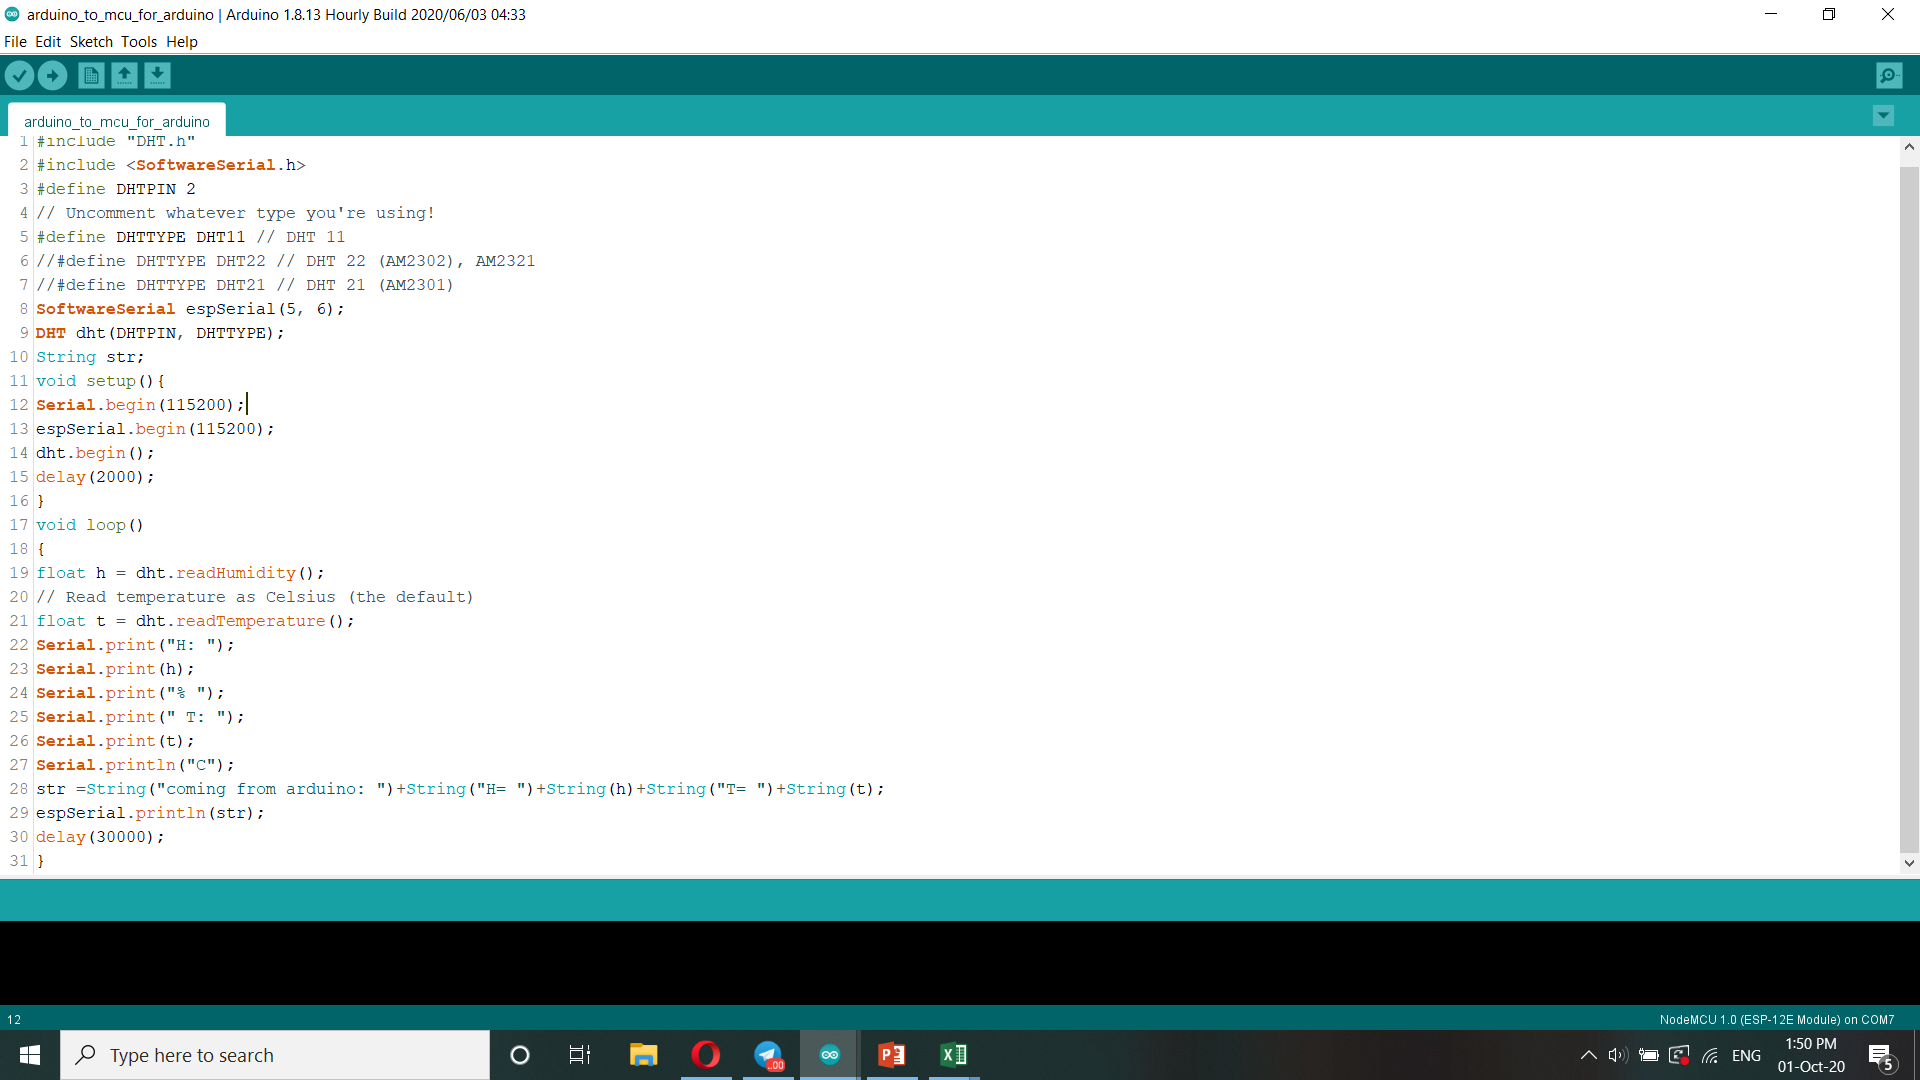 arduino_to_mcu_for_arduino | Arduino 1.8.13 Hourly Build 2020/06/03 04:33
File Edit Sketch Tools Help
arduino_to_mcu_for_arduino
1 #include "DHT.h"
2 #include <SoftwareSerial.h>
3 #define DHTPIN 2
4 // Uncomment whatever type you're using!
5 #define DHTTYPE DHT11 // DHT 11
6 //#define DHTTYPE DHT22 // DHT 22 (AM2302), AM2321
7 //#define DHTTYPE DHT21 // DHT 21 (AM2301)
8 SoftwareSerial espSerial(5, 6);
9 DHT dht(DHTPIN, DHTTYPE);
10 String str;
11 void setup(){
12 Serial.begin(115200);
13 espSerial.begin(115200);
14 dht.begin();
15 delay(2000);
16 }
17 void loop()
18 {
19 float h = dht.readHumidity();
20 // Read temperature as Celsius (the default)
21 float t = dht.readTemperature();
22 Serial.print("H: ");
23 Serial.print(h);
24 Serial.print("% ");
25 Serial.print(" T: ");
26 Serial.print(t);
27 Serial.println("C");
28 str =String("coming from arduino: ")+String("H= ")+String(h)+String("T= ")+String(t);
29 espSerial.println(str);
30 delay(30000);
31 }
12
NodeMCU 1.0 (ESP-12E Module) on COM7
Type here to search
..00
ENG
1:50 PM
01-Oct-20
5